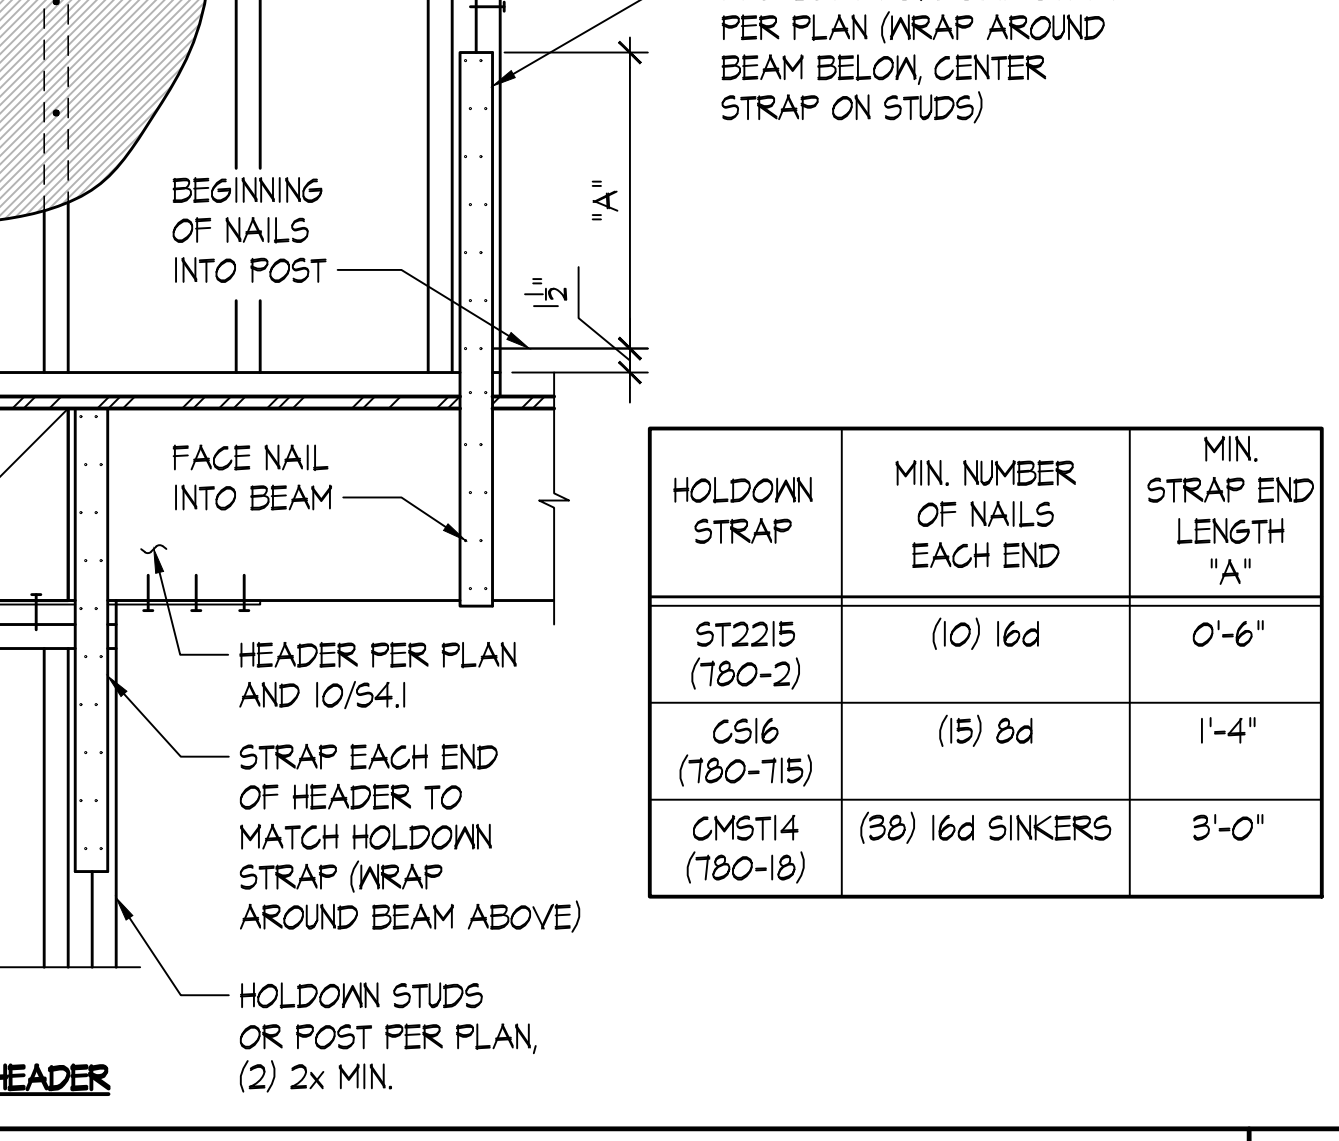 PER PLAN (WRAP AROUND
BEAM BELOW, CENTER
STRAP ON STUDS)
BEGINNING
OF NAILS
INTO POST
"A"
1 1/2"
FACE NAIL
INTO BEAM
HEADER PER PLAN
AND 10/S4.1
STRAP EACH END
OF HEADER TO
MATCH HOLDOWN
STRAP (WRAP
AROUND BEAM ABOVE)
HOLDOWN STUDS
OR POST PER PLAN,
(2) 2x MIN.
HEADER
HOLDOWN
STRAP
MIN. NUMBER
OF NAILS
EACH END
MIN.
STRAP END
LENGTH
"A"
ST2215
(780-2)
(10) 16d
0'-6"
CS16
(780-715)
(15) 8d
1'-4"
CMST14
(780-18)
(38) 16d SINKERS
3'-0"